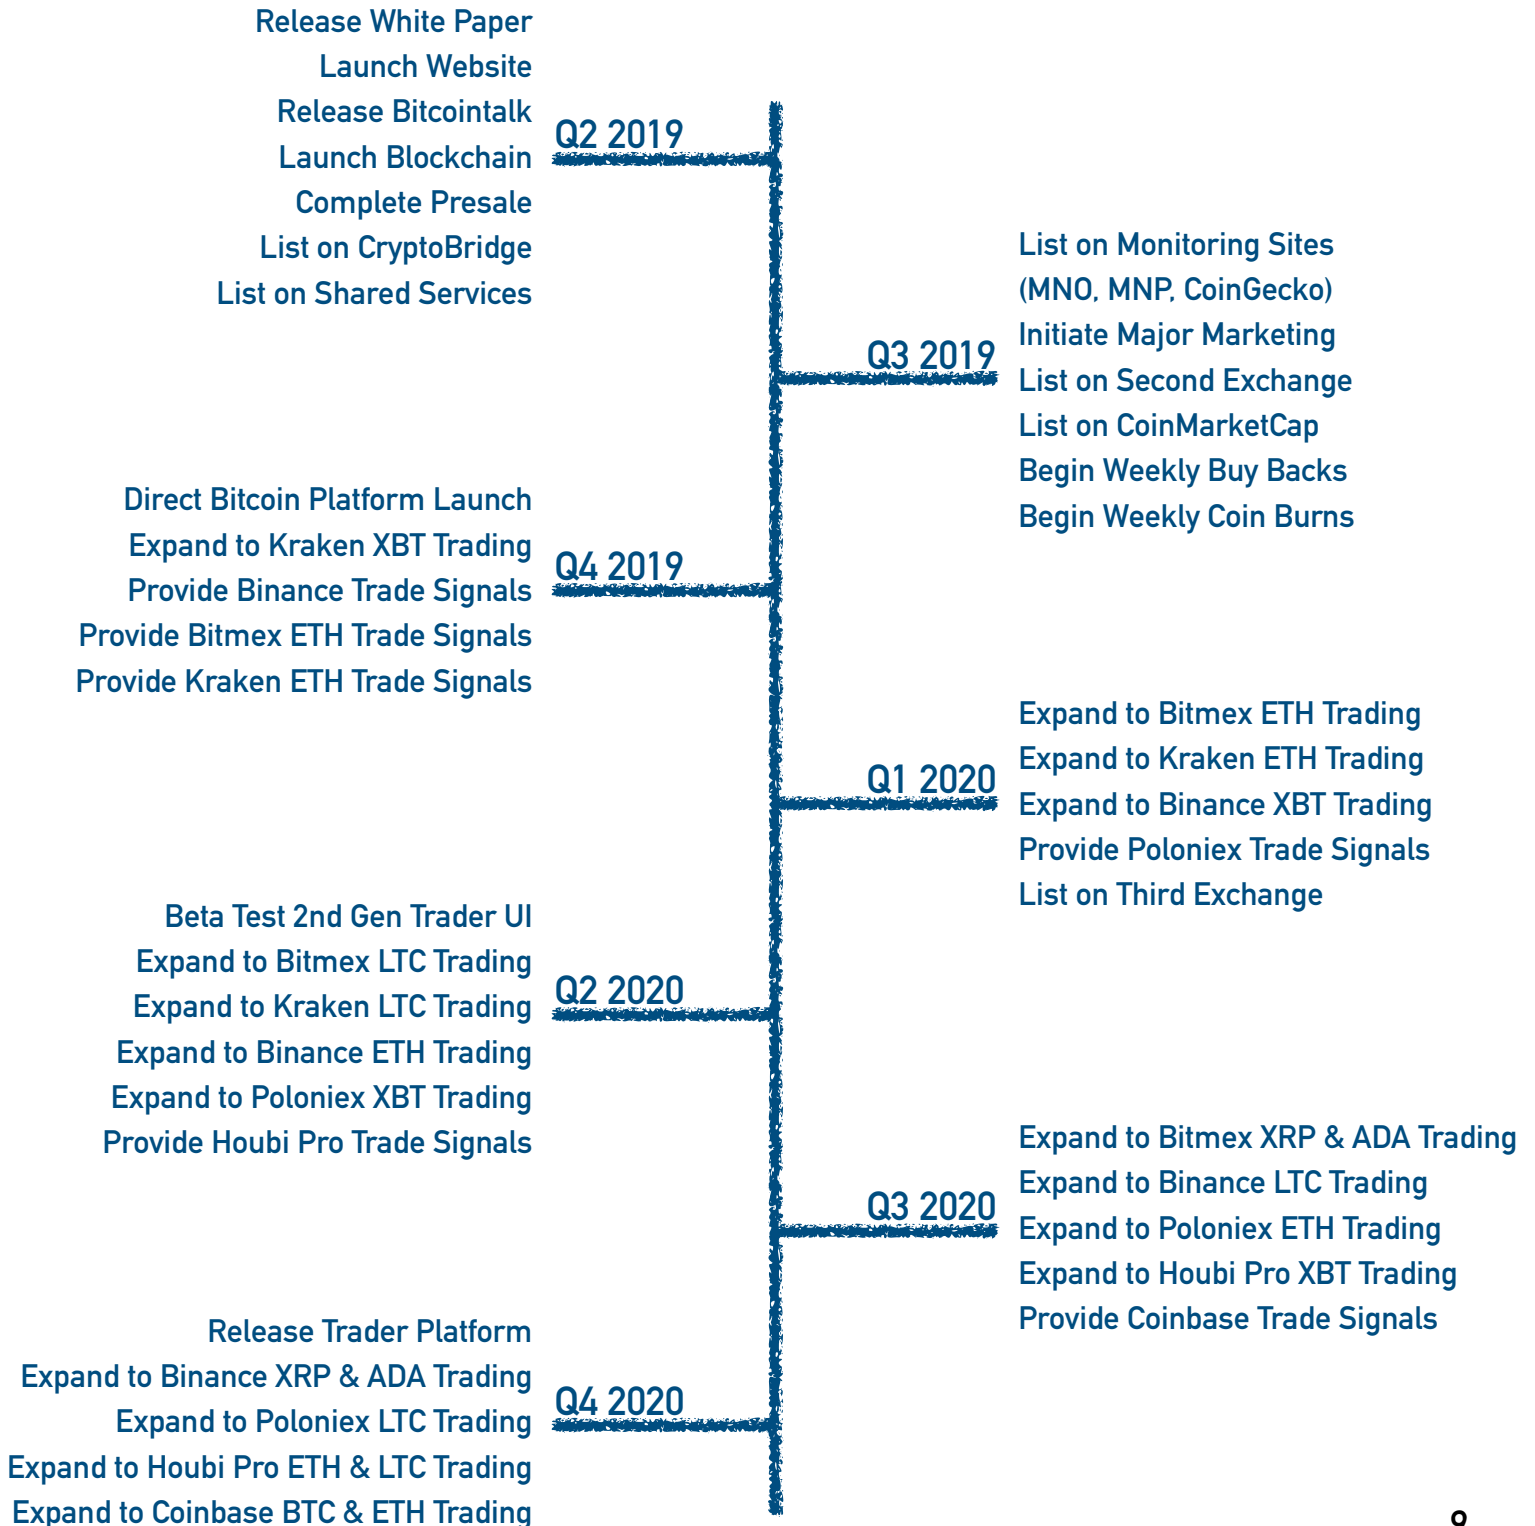 Release White Paper
Launch Website
Release Bitcointalk
Launch Blockchain
Complete Presale
List on CryptoBridge
List on Shared Services
Q2 2019
List on Monitoring Sites
(MNO, MNP, CoinGecko)
Initiate Major Marketing
List on Second Exchange
List on CoinMarketCap
Begin Weekly Buy Backs
Begin Weekly Coin Burns
Q3 2019
Direct Bitcoin Platform Launch
Expand to Kraken XBT Trading
Provide Binance Trade Signals
Provide Bitmex ETH Trade Signals
Provide Kraken ETH Trade Signals
Q4 2019
Expand to Bitmex ETH Trading
Expand to Kraken ETH Trading
Expand to Binance XBT Trading
Provide Poloniex Trade Signals
List on Third Exchange
Q1 2020
Beta Test 2nd Gen Trader UI
Expand to Bitmex LTC Trading
Expand to Kraken LTC Trading
Expand to Binance ETH Trading
Expand to Poloniex XBT Trading
Provide Houbi Pro Trade Signals
Q2 2020
Expand to Bitmex XRP & ADA Trading
Expand to Binance LTC Trading
Expand to Poloniex ETH Trading
Expand to Houbi Pro XBT Trading
Provide Coinbase Trade Signals
Q3 2020
Release Trader Platform
Expand to Binance XRP & ADA Trading
Expand to Poloniex LTC Trading
Expand to Houbi Pro ETH & LTC Trading
Expand to Coinbase BTC & ETH Trading
Q4 2020